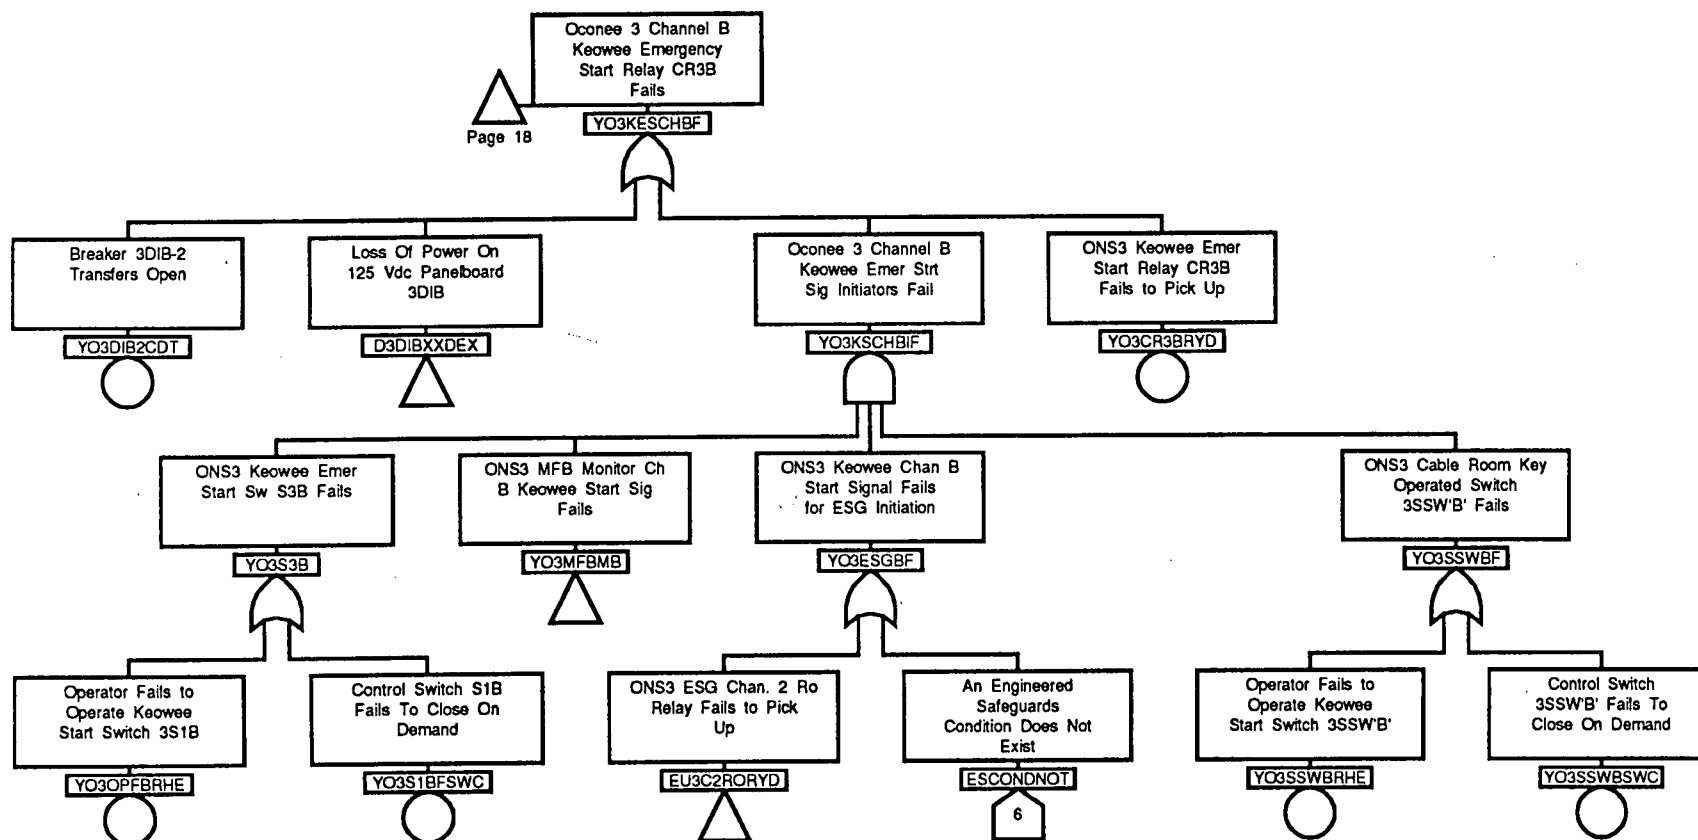 Oconee 3 Channel B
Keowee Emergency
Start Relay CR3B
Fails
Page 18
YO3KESCHBF
Breaker 3DIB-2
Transfers Open
YO3DIB2CDT
Loss Of Power On
125 Vdc Panelboard
3DIB
D3DIBXXDEX
Oconee 3 Channel B
Keowee Emer Strt
Sig Initiators Fail
YO3KSCHBIF
ONS3 Keowee Emer
Start Relay CR3B
Fails to Pick Up
YO3CR3BRYD
ONS3 Keowee Emer
Start Sw S3B Fails
YO3S3B
ONS3 MFB Monitor Ch
B Keowee Start Sig
Fails
YO3MFBMB
ONS3 Keowee Chan B
Start Signal Fails
for ESG Initiation
YO3ESGBF
ONS3 Cable Room Key
Operated Switch
3SSW'B' Fails
YO3SSWBF
Operator Fails to
Operate Keowee
Start Switch 3S1B
YO3OPFBRHE
Control Switch S1B
Fails To Close On
Demand
YO3S1BFSWC
ONS3 ESG Chan. 2 Ro
Relay Fails to Pick
Up
EU3C2RORYD
An Engineered
Safeguards
Condition Does Not
Exist
ESCONDNOT
6
Operator Fails to
Operate Keowee
Start Switch 3SSW'B'
YO3SSWBRHE
Control Switch
3SSW'B' Fails To
Close On Demand
YO3SSWBSWC